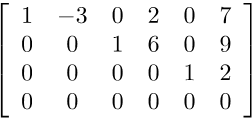 1 −3 0 2 0 7
0 0 1 6 0 9
0 0 0 0 1 2
0 0 0 0 0 0